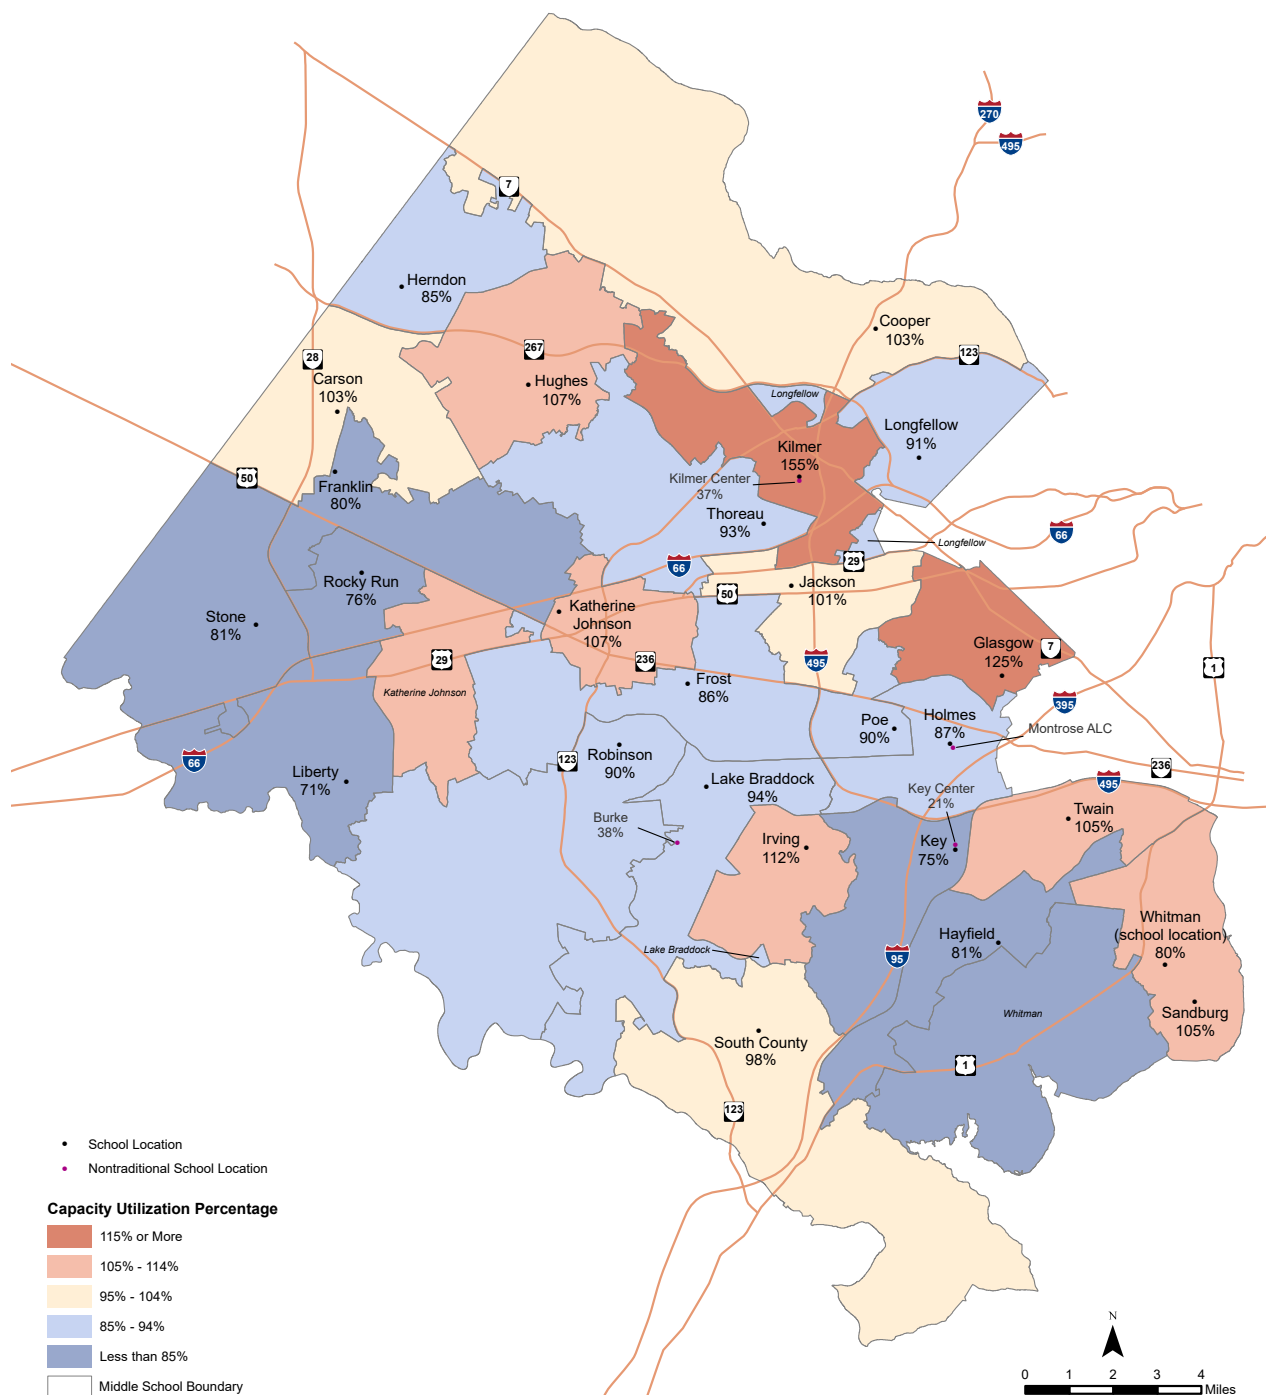 270
495
7
Herndon
85%
Cooper
103%
123
267
28
Carson
103%
Hughes
107%
Longfellow
Longfellow
91%
Kilmer
155%
Kilmer Center
37%
50
Franklin
80%
Thoreau
93%
66
Longfellow
29
66
Rocky Run
76%
Jackson
101%
50
Katherine
Johnson
107%
Stone
81%
Glasgow
125%
7
29
236
495
1
Katherine Johnson
Frost
86%
395
Poe
90%
Holmes
87%
Montrose ALC
66
123
Robinson
90%
236
Liberty
71%
Lake Braddock
94%
495
Key Center
21%
Burke
38%
Twain
105%
Irving
112%
Key
75%
Whitman
(school location)
80%
Hayfield
81%
Lake Braddock
95
Whitman
Sandburg
105%
South County
98%
1
123
School Location
Nontraditional School Location
Capacity Utilization Percentage
115% or More
105% - 114%
95% - 104%
85% - 94%
Less than 85%
Middle School Boundary
N
0 1 2 3 4
Miles